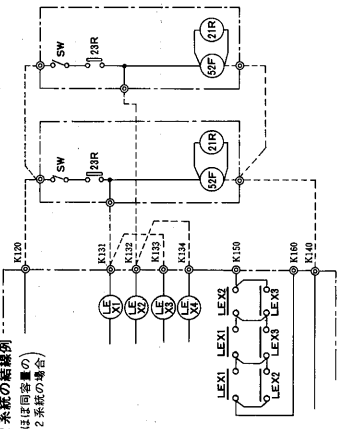 系統の結線例
(ほぼ同容量の
2系統の場合)
SW
23R
52F
21R
SW
23R
52F
21R
K120
K131
K132
K133
K134
K150
K160
K140
LE
X1
LE
X2
LE
X3
LE
X4
LEX1
LEX1
LEX2
LEX2
LEX3
LEX3